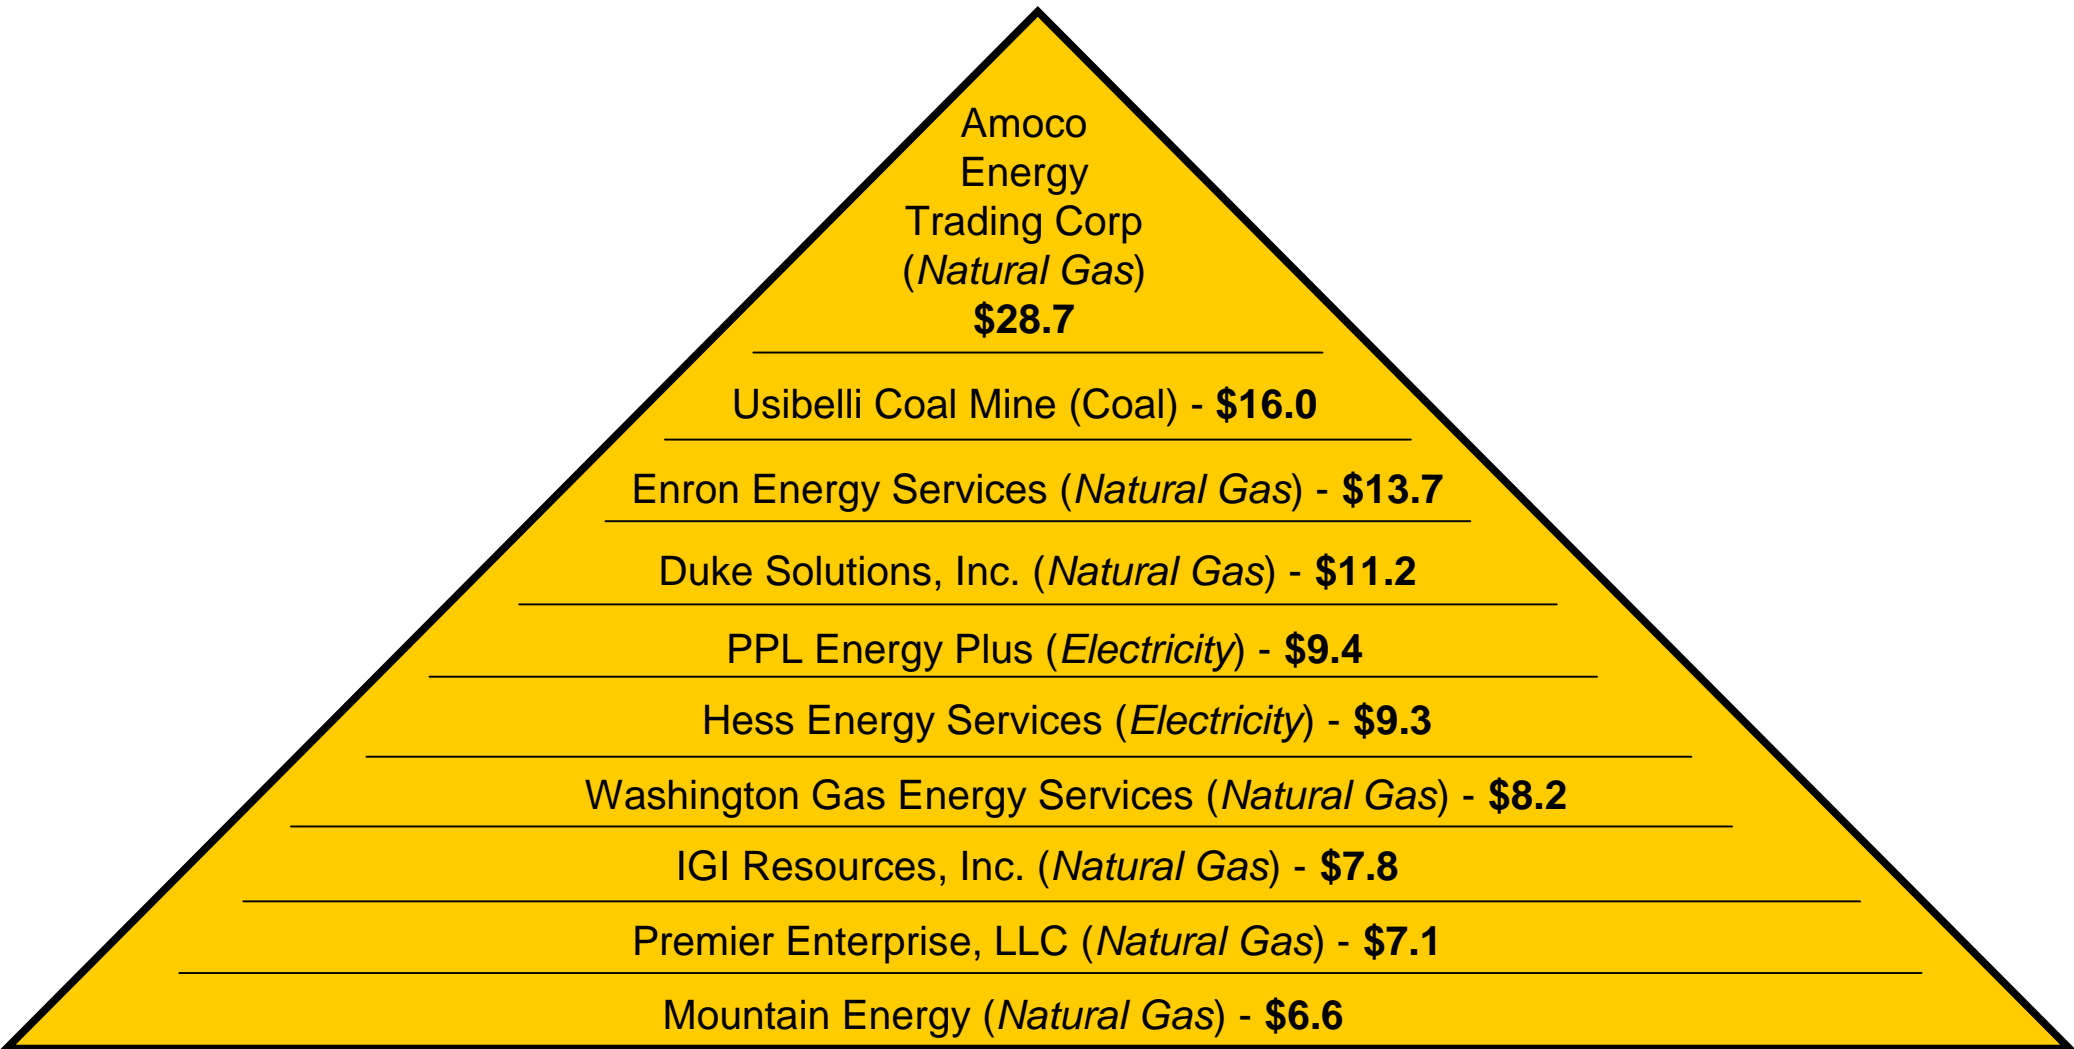 Amoco
Energy
Trading Corp
(Natural Gas)
$28.7
Usibelli Coal Mine (Coal) - $16.0
Enron Energy Services (Natural Gas) - $13.7
Duke Solutions, Inc. (Natural Gas) - $11.2
PPL Energy Plus (Electricity) - $9.4
Hess Energy Services (Electricity) - $9.3
Washington Gas Energy Services (Natural Gas) - $8.2
IGI Resources, Inc. (Natural Gas) - $7.8
Premier Enterprise, LLC (Natural Gas) - $7.1
Mountain Energy (Natural Gas) - $6.6